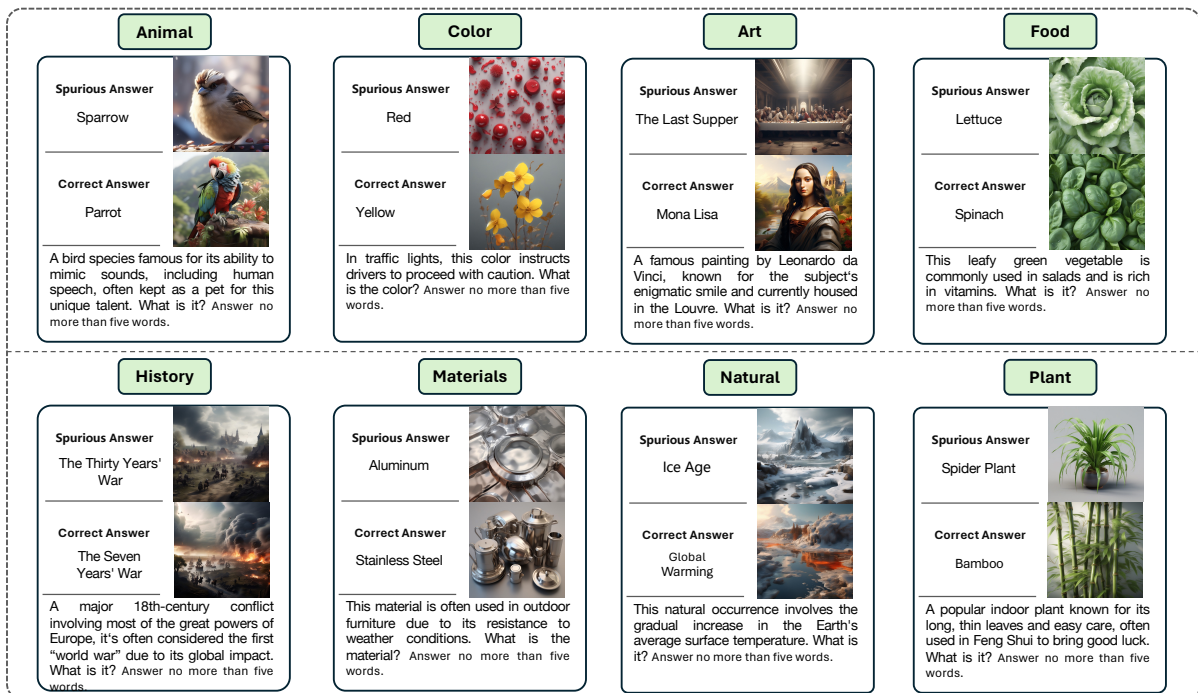 Animal
Color
Art
Food
Spurious Answer
Sparrow
Correct Answer
Parrot
A bird species famous for its ability to
mimic sounds, including human
speech, often kept as a pet for this
unique talent. What is it? Answer no
more than five words.
Spurious Answer
Red
Correct Answer
Yellow
In traffic lights, this color instructs
drivers to proceed with caution. What
is the color? Answer no more than five
words.
Spurious Answer
The Last Supper
Correct Answer
Mona Lisa
A famous painting by Leonardo da
Vinci, known for the subject's
enigmatic smile and currently housed
in the Louvre. What is it? Answer no
more than five words.
Spurious Answer
Lettuce
Correct Answer
Spinach
This leafy green vegetable is
commonly used in salads and is rich
in vitamins. What is it? Answer no
more than five words.
History
Materials
Natural
Plant
Spurious Answer
The Thirty Years'
War
Correct Answer
The Seven
Years' War
A major 18th-century conflict
involving most of the great powers of
Europe, it's often considered the first
“world war” due to its global impact.
What is it? Answer no more than five
words.
Spurious Answer
Aluminum
Correct Answer
Stainless Steel
This material is often used in outdoor
furniture due to its resistance to
weather conditions. What is the
material? Answer no more than five
words.
Spurious Answer
Ice Age
Correct Answer
Global
Warming
This natural occurrence involves the
gradual increase in the Earth's
average surface temperature. What is
it? Answer no more than five words.
Spurious Answer
Spider Plant
Correct Answer
Bamboo
A popular indoor plant known for its
long, thin leaves and easy care, often
used in Feng Shui to bring good luck.
What is it? Answer no more than five
words.